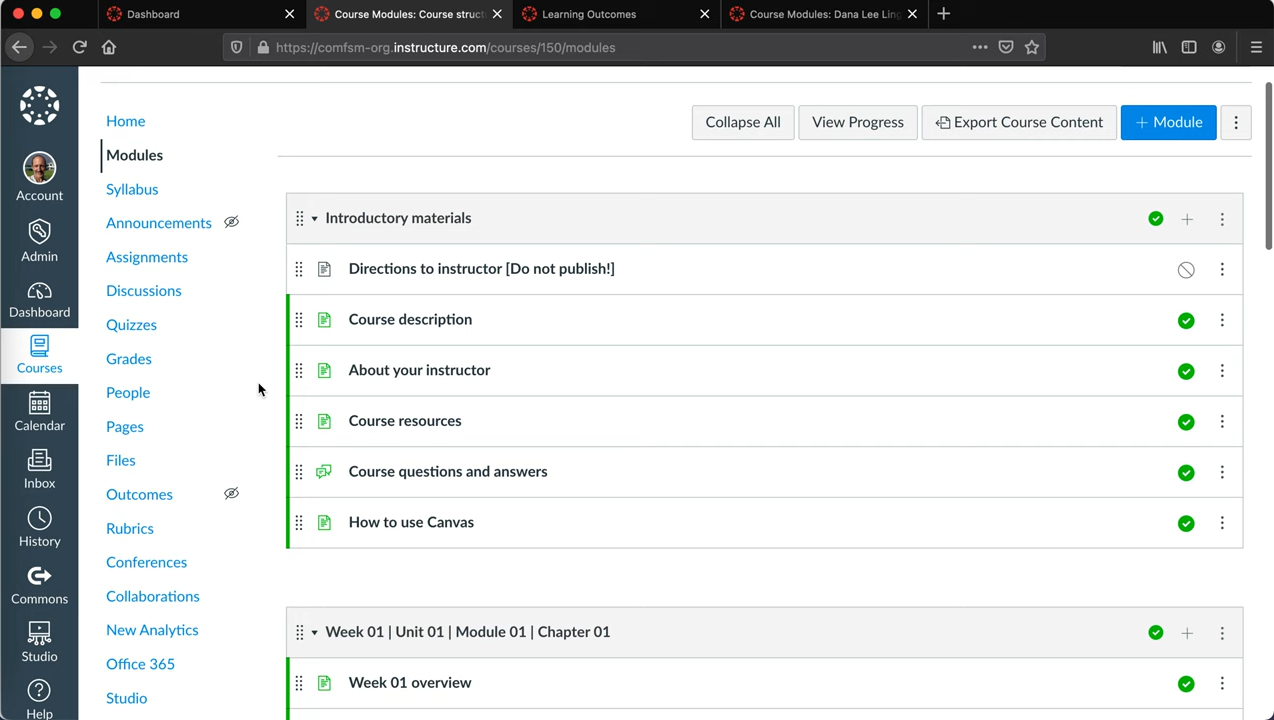 Dashboard
Course Modules: Course struct
Learning Outcomes
Course Modules: Dana Lee Ling
https://comfsm-org.instructure.com/courses/150/modules
Account
Admin
Dashboard
Courses
Calendar
Inbox
History
Commons
Studio
Help
Home
Modules
Syllabus
Announcements
Assignments
Discussions
Quizzes
Grades
People
Pages
Files
Outcomes
Rubrics
Conferences
Collaborations
New Analytics
Office 365
Studio
Collapse All
View Progress
Export Course Content
+ Module
Introductory materials
Directions to instructor [Do not publish!]
Course description
About your instructor
Course resources
Course questions and answers
How to use Canvas
Week 01 | Unit 01 | Module 01 | Chapter 01
Week 01 overview